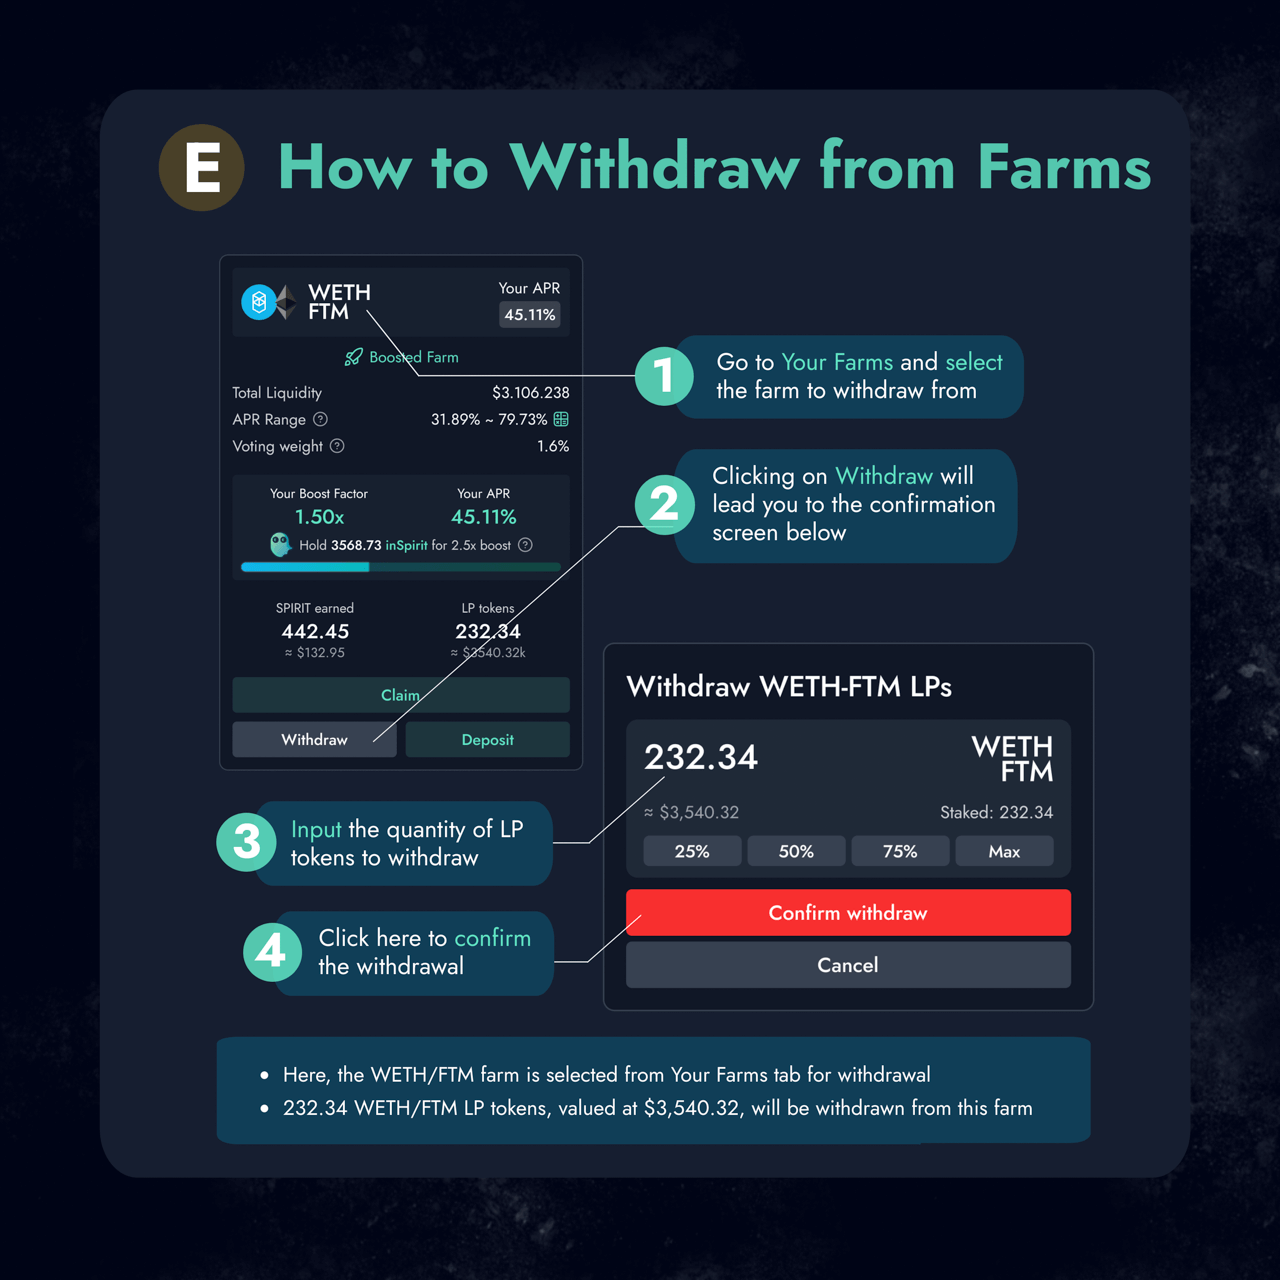 E How to Withdraw from Farms
WETH
FTM
Your APR
45.11%
Boosted Farm
Total Liquidity $3.106.238
APR Range ? 31.89% ~ 79.73%
Voting weight ? 1.6%
Your Boost Factor Your APR
1.50x 45.11%
Hold 3568.73 inSpirit for 2.5x boost ?
SPIRIT earned LP tokens
442.45 232.34
≈ $132.95 ≈ $3540.32k
Claim
Withdraw Deposit
1
Go to Your Farms and select
the farm to withdraw from
2
Clicking on Withdraw will
lead you to the confirmation
screen below
3
Input the quantity of LP
tokens to withdraw
4
Click here to confirm
the withdrawal
Withdraw WETH-FTM LPs
232.34 WETH
FTM
≈ $3,540.32 Staked: 232.34
25% 50% 75% Max
Confirm withdraw
Cancel
• Here, the WETH/FTM farm is selected from Your Farms tab for withdrawal
• 232.34 WETH/FTM LP tokens, valued at $3,540.32, will be withdrawn from this farm